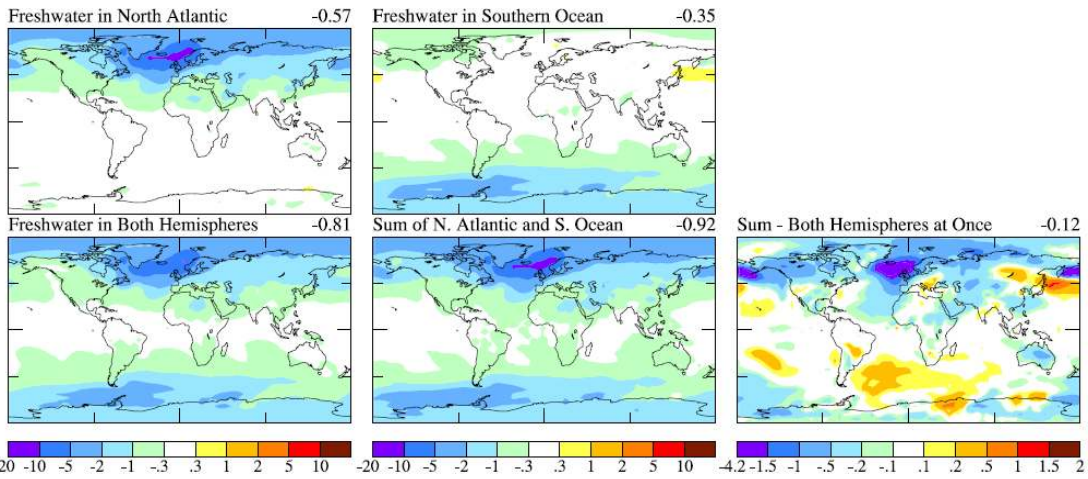 Freshwater in North Atlantic -0.57
Freshwater in Southern Ocean -0.35
Freshwater in Both Hemispheres -0.81
Sum of N. Atlantic and S. Ocean -0.92
Sum - Both Hemispheres at Once -0.12
20 -10 -5 -2 -1 -.3 .3 1 2 5 10
-20 -10 -5 -2 -1 -.3 .3 1 2 5 10
-4.2 -1.5 -1 -.5 -.2 -.1 .1 .2 .5 1 1.5 2